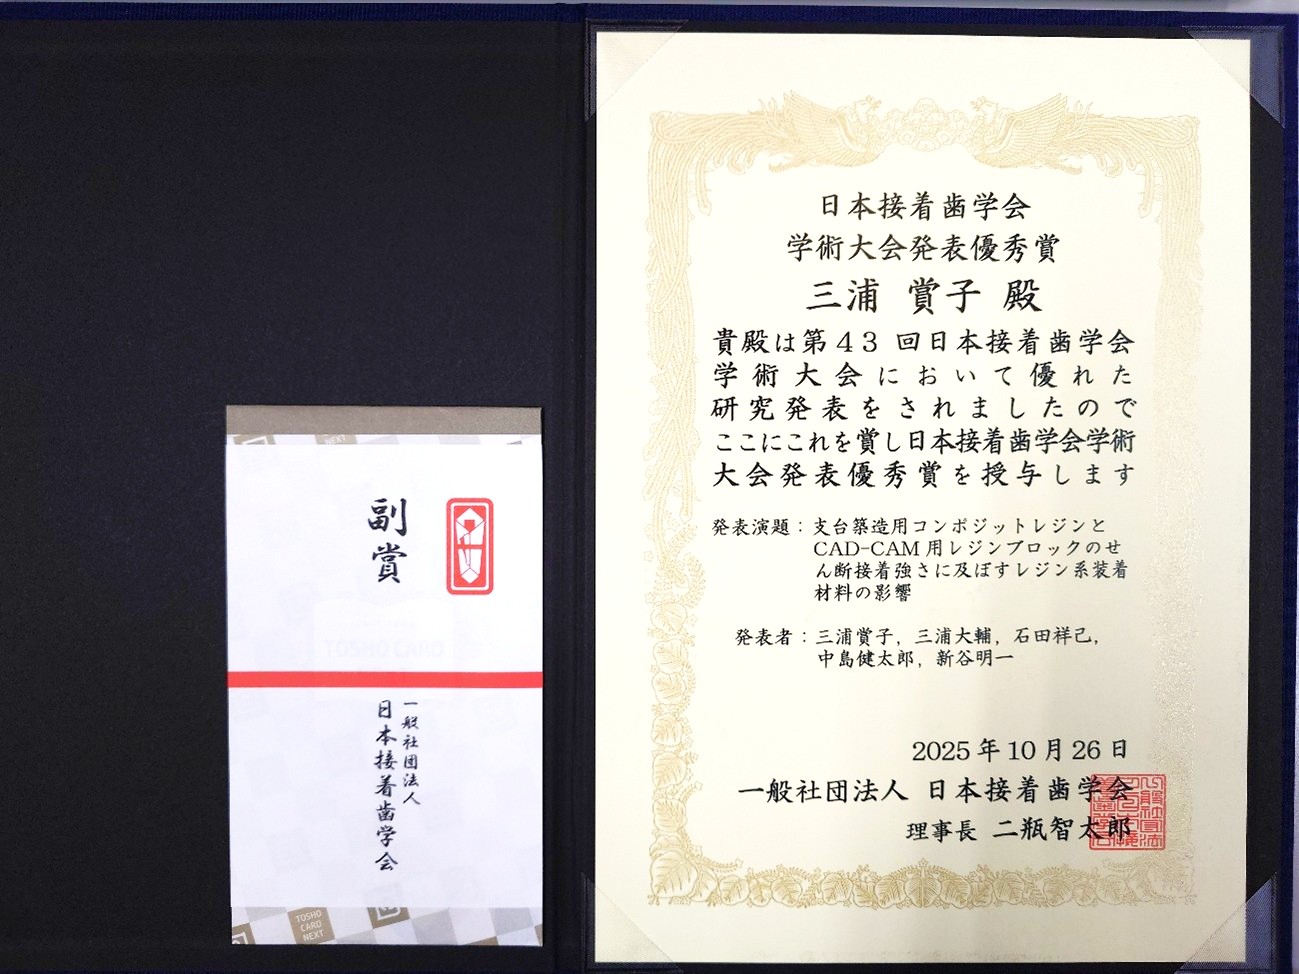 日本接着歯学会
学術大会発表優秀賞
三浦 賞子 殿
貴殿は第43 回日本接着歯学会
学術大会において優れた
研究発表をされましたので
ここにこれを賞し日本接着歯学会学術
大会発表優秀賞を授与します
発表演題：支台築造用コンポジットレジンと
CAD-CAM 用レジンブロックのせ
ん断接着強さに及ぼすレジン系装着
材料の影響
発表者：三浦賞子，三浦大輔，石田祥己，
中島健太郎，新谷明一
2025 年 10 月 26 日
一般社団法人 日本接着歯学会
理事長 二瓶智太郎
副賞
一般社団法人
日本接着歯学会
TOSHO CARD
TOSHO
CARD
NEXT